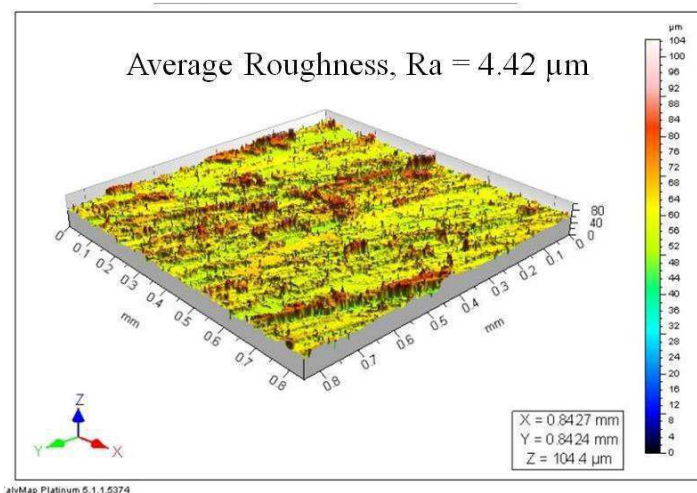 Average Roughness, Ra = 4.42 µm
µm
104
100
96
92
88
84
80
76
72
68
64
60
56
52
48
44
40
36
32
28
24
20
16
12
8
4
0
80
40
0
0 0.1 0.2 0.3 0.4 0.5 0.6 0.7 0.8
mm
0.8 0.7 0.6 0.5 0.4 0.3 0.2 0.1 0
mm
Z
Y X
X = 0.8427 mm
Y = 0.8424 mm
Z = 104.4 µm
alyMap Platinum 5.1.1.5374